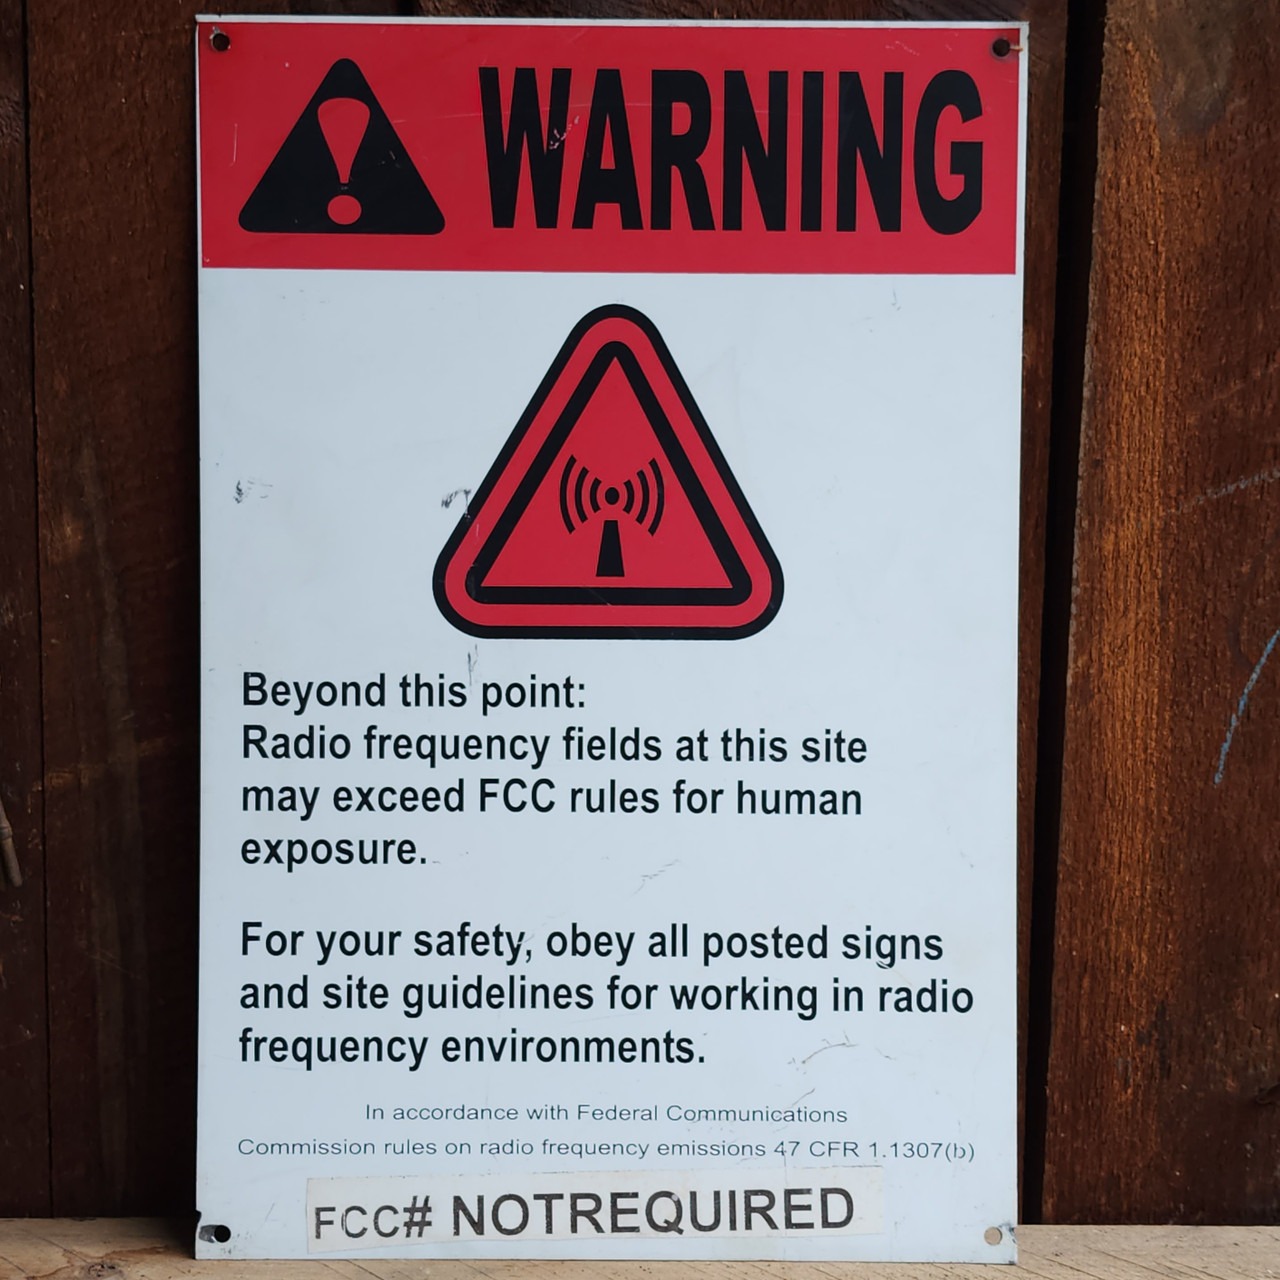 WARNING
Beyond this point:
Radio frequency fields at this site
may exceed FCC rules for human
exposure.
For your safety, obey all posted signs
and site guidelines for working in radio
frequency environments.
In accordance with Federal Communications
Commission rules on radio frequency emissions 47 CFR 1.1307(b)
FCC# NOTREQUIRED